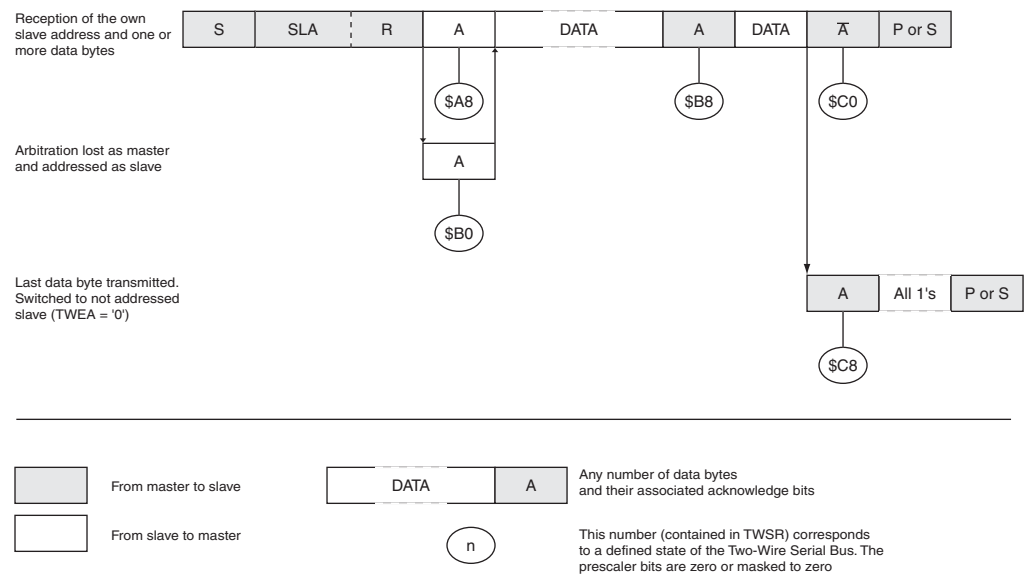 Reception of the own
slave address and one or
more data bytes
S SLA R A DATA A DATA A̅ P or S
$A8 $B8 $C0
Arbitration lost as master
and addressed as slave
A
$B0
Last data byte transmitted.
Switched to not addressed
slave (TWEA = '0')
A All 1's P or S
$C8
From master to slave
DATA A
Any number of data bytes
and their associated acknowledge bits
From slave to master
n
This number (contained in TWSR) corresponds
to a defined state of the Two-Wire Serial Bus. The
prescaler bits are zero or masked to zero